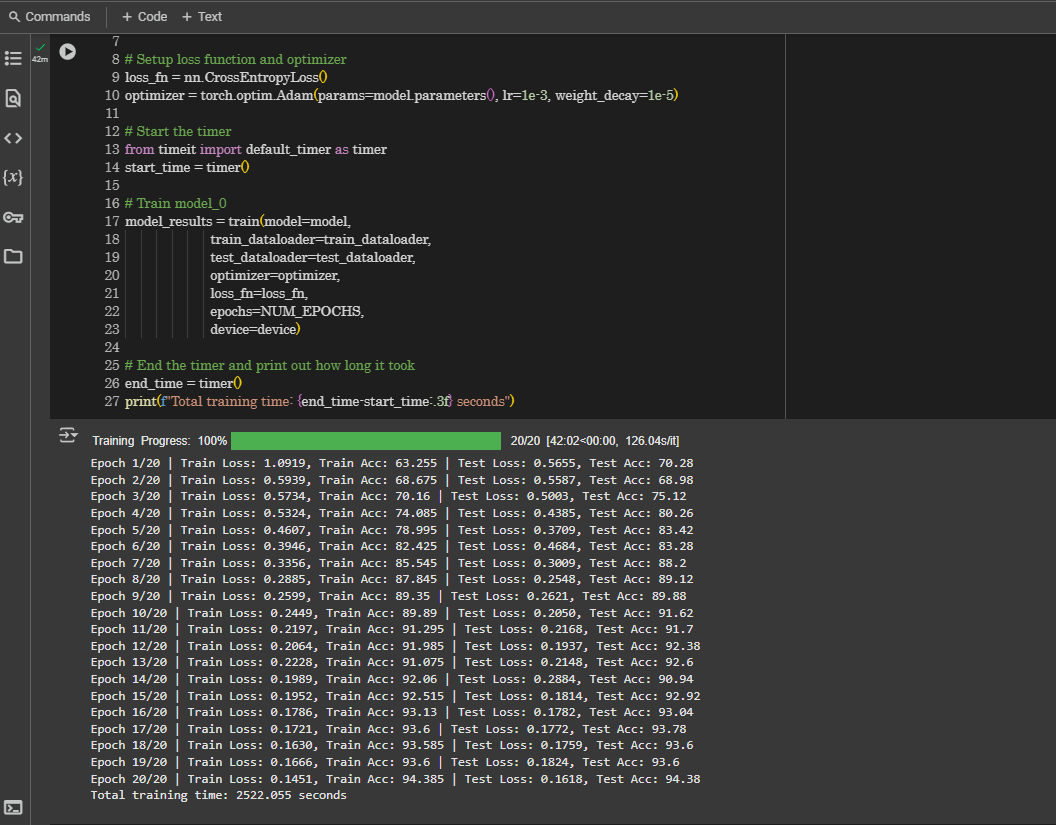 Commands + Code + Text
42m
7
8 # Setup loss function and optimizer
9 loss_fn = nn.CrossEntropyLoss()
10 optimizer = torch.optim.Adam(params=model.parameters(), lr=1e-3, weight_decay=1e-5)
11
12 # Start the timer
13 from timeit import default_timer as timer
14 start_time = timer()
15
16 # Train model_0
17 model_results = train(model=model,
18 train_dataloader=train_dataloader,
19 test_dataloader=test_dataloader,
20 optimizer=optimizer,
21 loss_fn=loss_fn,
22 epochs=NUM_EPOCHS,
23 device=device)
24
25 # End the timer and print out how long it took
26 end_time = timer()
27 print(f"Total training time: {end_time-start_time:.3f} seconds")
{x}
Training Progress: 100% 20/20 [42:02<00:00, 126.04s/it]
Epoch 1/20 | Train Loss: 1.0919, Train Acc: 63.255 | Test Loss: 0.5655, Test Acc: 70.28
Epoch 2/20 | Train Loss: 0.5939, Train Acc: 68.675 | Test Loss: 0.5587, Test Acc: 68.98
Epoch 3/20 | Train Loss: 0.5734, Train Acc: 70.16 | Test Loss: 0.5003, Test Acc: 75.12
Epoch 4/20 | Train Loss: 0.5324, Train Acc: 74.085 | Test Loss: 0.4385, Test Acc: 80.26
Epoch 5/20 | Train Loss: 0.4607, Train Acc: 78.995 | Test Loss: 0.3709, Test Acc: 83.42
Epoch 6/20 | Train Loss: 0.3946, Train Acc: 82.425 | Test Loss: 0.4684, Test Acc: 83.28
Epoch 7/20 | Train Loss: 0.3356, Train Acc: 85.545 | Test Loss: 0.3009, Test Acc: 88.2
Epoch 8/20 | Train Loss: 0.2885, Train Acc: 87.845 | Test Loss: 0.2548, Test Acc: 89.12
Epoch 9/20 | Train Loss: 0.2599, Train Acc: 89.35 | Test Loss: 0.2621, Test Acc: 89.88
Epoch 10/20 | Train Loss: 0.2449, Train Acc: 89.89 | Test Loss: 0.2050, Test Acc: 91.62
Epoch 11/20 | Train Loss: 0.2197, Train Acc: 91.295 | Test Loss: 0.2168, Test Acc: 91.7
Epoch 12/20 | Train Loss: 0.2064, Train Acc: 91.985 | Test Loss: 0.1937, Test Acc: 92.38
Epoch 13/20 | Train Loss: 0.2228, Train Acc: 91.075 | Test Loss: 0.2148, Test Acc: 92.6
Epoch 14/20 | Train Loss: 0.1989, Train Acc: 92.06 | Test Loss: 0.2884, Test Acc: 90.94
Epoch 15/20 | Train Loss: 0.1952, Train Acc: 92.515 | Test Loss: 0.1814, Test Acc: 92.92
Epoch 16/20 | Train Loss: 0.1786, Train Acc: 93.13 | Test Loss: 0.1782, Test Acc: 93.04
Epoch 17/20 | Train Loss: 0.1721, Train Acc: 93.6 | Test Loss: 0.1772, Test Acc: 93.78
Epoch 18/20 | Train Loss: 0.1630, Train Acc: 93.585 | Test Loss: 0.1759, Test Acc: 93.6
Epoch 19/20 | Train Loss: 0.1666, Train Acc: 93.6 | Test Loss: 0.1824, Test Acc: 93.6
Epoch 20/20 | Train Loss: 0.1451, Train Acc: 94.385 | Test Loss: 0.1618, Test Acc: 94.38
Total training time: 2522.055 seconds